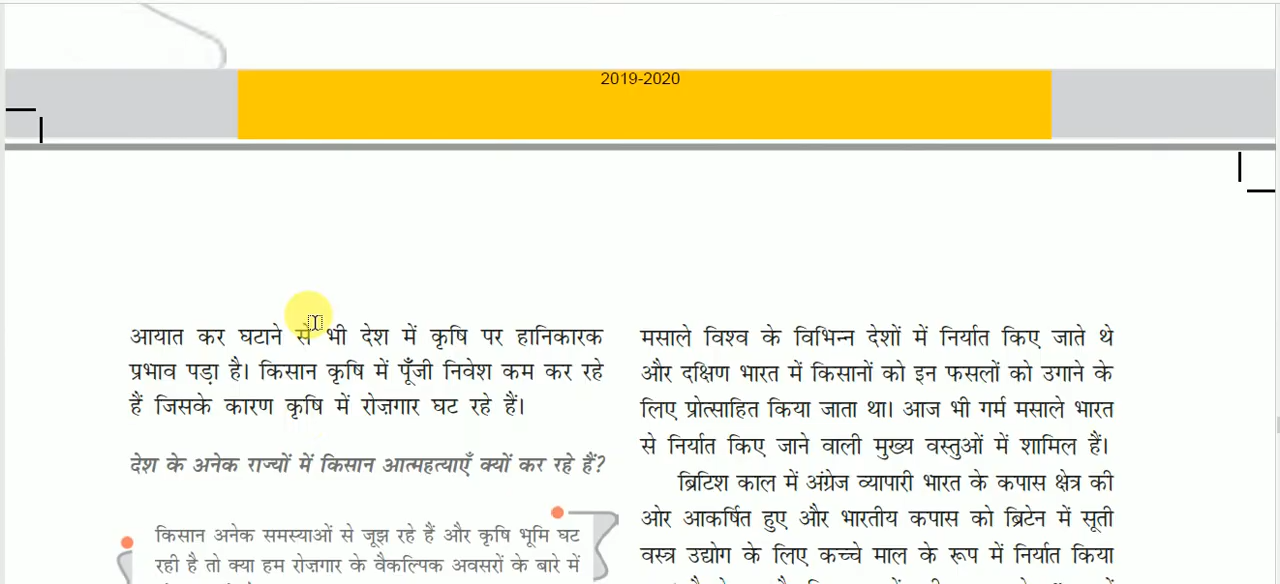 2019-2020
आयात कर घटाने से भी देश में कृषि पर हानिकारक
प्रभाव पड़ा है। किसान कृषि में पूँजी निवेश कम कर रहे
हैं जिसके कारण कृषि में रोज़गार घट रहे हैं।
देश के अनेक राज्यों में किसान आत्महत्याएँ क्यों कर रहे हैं?
किसान अनेक समस्याओं से जूझ रहे हैं और कृषि भूमि घट
रही है तो क्या हम रोज़गार के वैकल्पिक अवसरों के बारे में
मसाले विश्व के विभिन्न देशों में निर्यात किए जाते थे
और दक्षिण भारत में किसानों को इन फसलों को उगाने के
लिए प्रोत्साहित किया जाता था। आज भी गर्म मसाले भारत
से निर्यात किए जाने वाली मुख्य वस्तुओं में शामिल हैं।
ब्रिटिश काल में अंग्रेज व्यापारी भारत के कपास क्षेत्र की
ओर आकर्षित हुए और भारतीय कपास को ब्रिटेन में सूती
वस्त्र उद्योग के लिए कच्चे माल के रूप में निर्यात किया